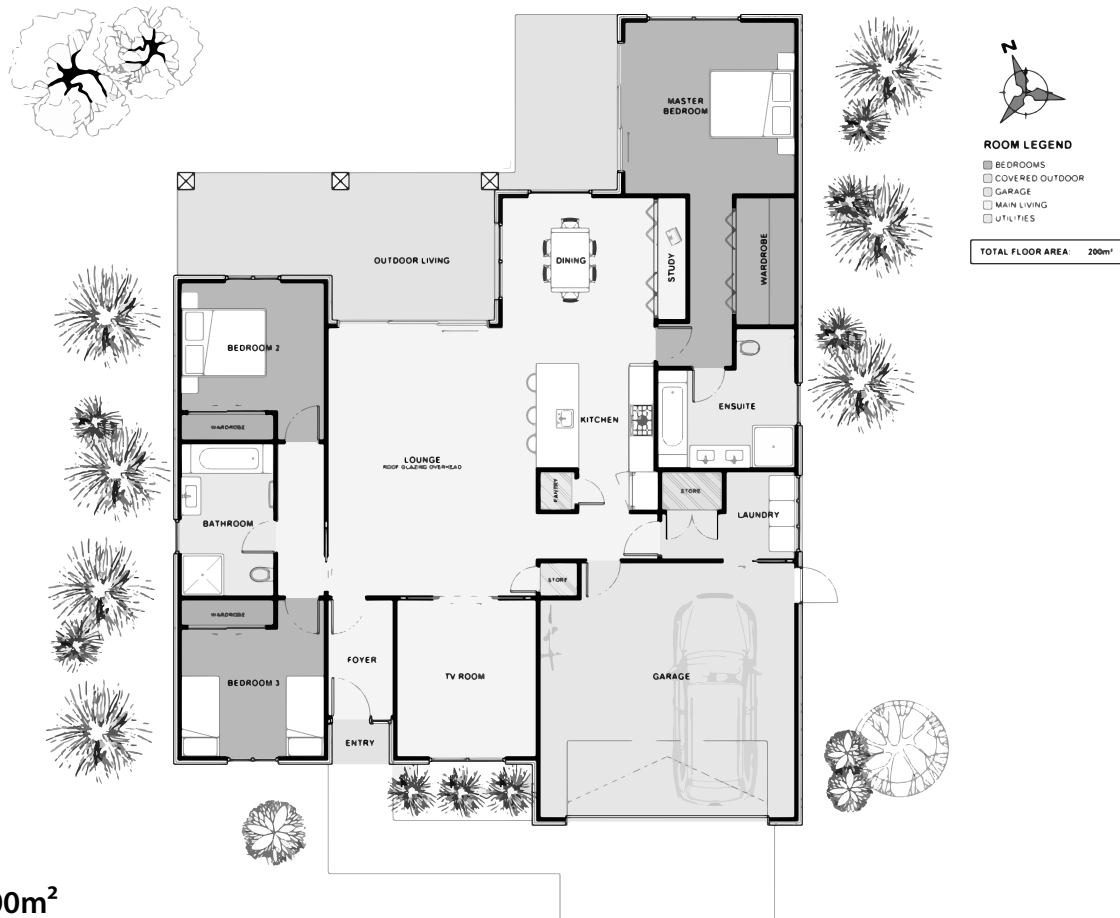 N
MASTER
BEDROOM
ROOM LEGEND
BEDROOMS
COVERED OUTDOOR
GARAGE
MAIN LIVING
UTILITIES
TOTAL FLOOR AREA: 200m²
OUTDOOR LIVING
DINING
STUDY
WARDROBE
BEDROOM 2
WARDROBE
ENSUITE
KITCHEN
LOUNGE
ROOF GLAZING OVERHEAD
PANTRY
STORE
LAUNDRY
BATHROOM
STORE
WARDROBE
FOYER
BEDROOM 3
TV ROOM
GARAGE
ENTRY
0m²